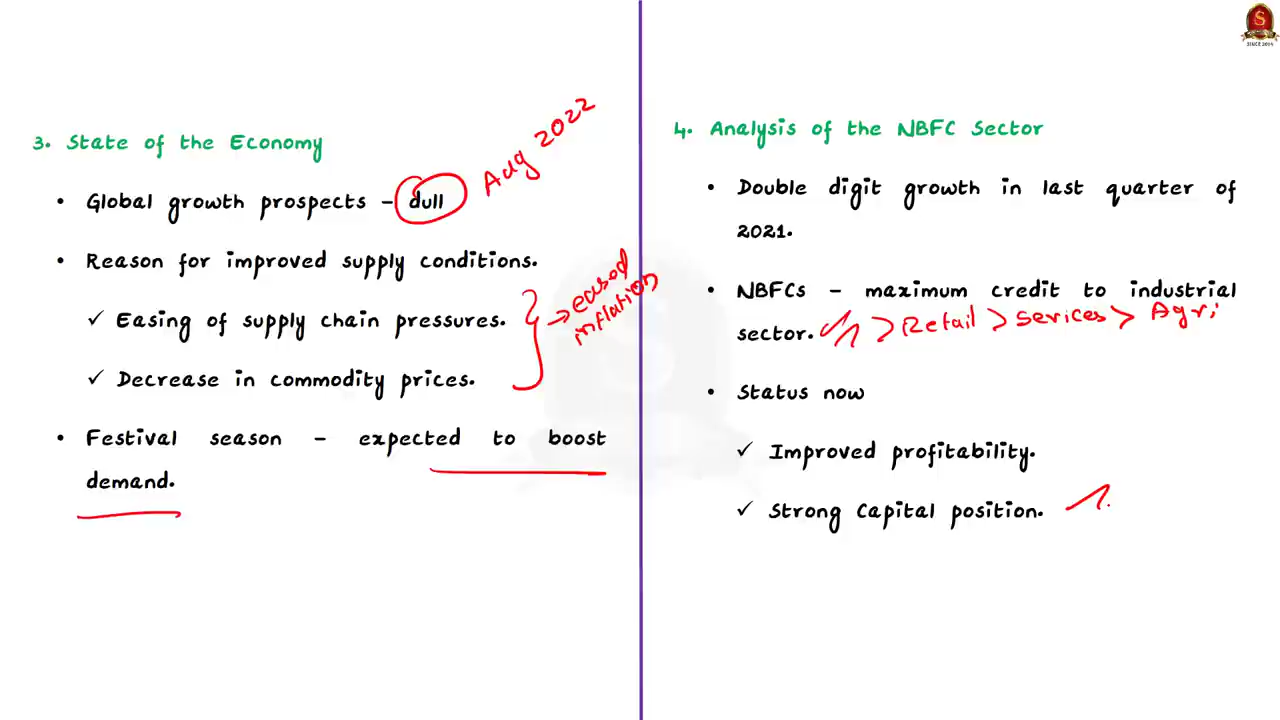 3. State of the Economy
Aug 2022
• Global growth prospects – dull
• Reason for improved supply conditions.
✓ Easing of supply chain pressures.
→ eased
inflation
✓ Decrease in commodity prices.
• Festival season – expected to boost
demand.
S
SINCE 2014
4. Analysis of the NBFC Sector
• Double digit growth in last quarter of
2021.
• NBFCs – maximum credit to industrial
sector. > Retail > Services > Agri
• Status now
✓ Improved profitability.
✓ Strong Capital position.